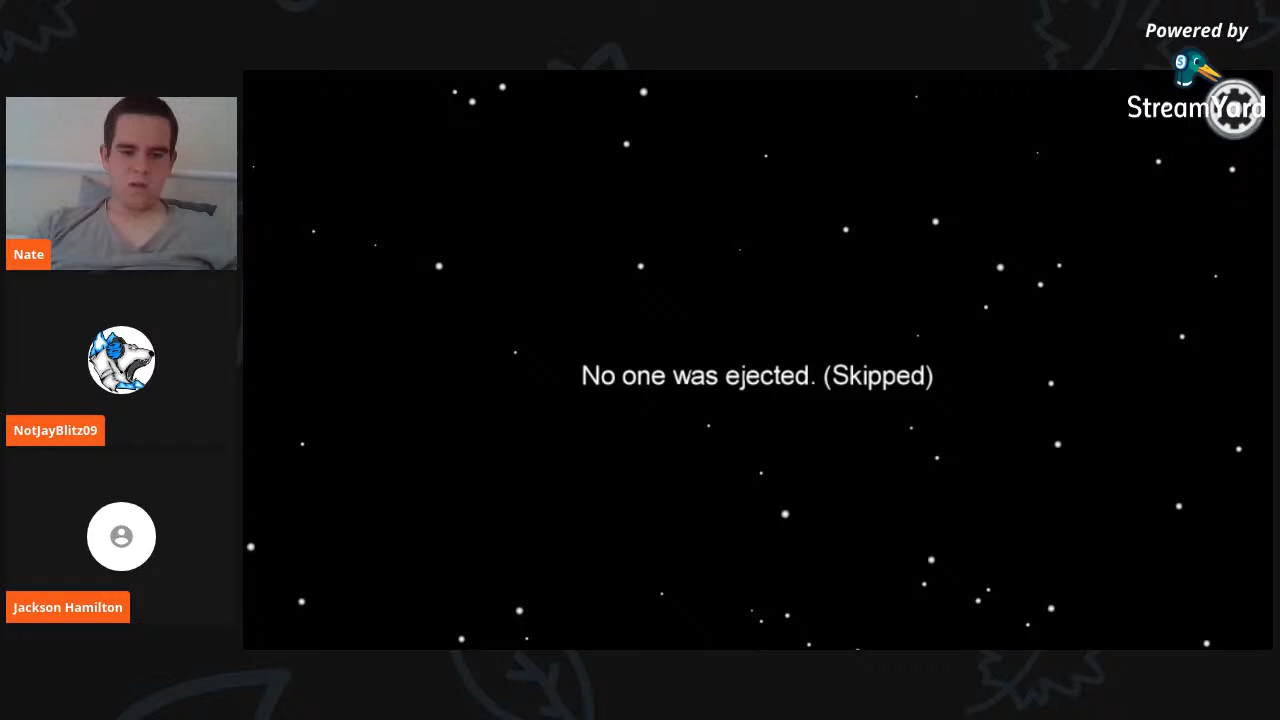 Powered by
StreamYard
Nate
No one was ejected. (Skipped)
NotJayBlitz09
Jackson Hamilton